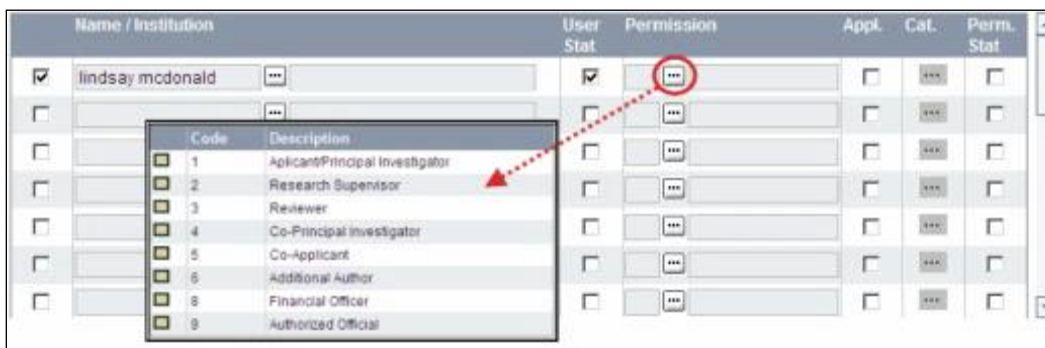 Name / Institution User Stat Permission Appl. Cat. Perm. Stat
lindsay mcdonald
Code Description
1 Aplicant/Principal Investigator
2 Research Supervisor
3 Reviewer
4 Co-Principal Investigator
5 Co-Applicant
6 Additional Author
8 Financial Officer
9 Authorized Official